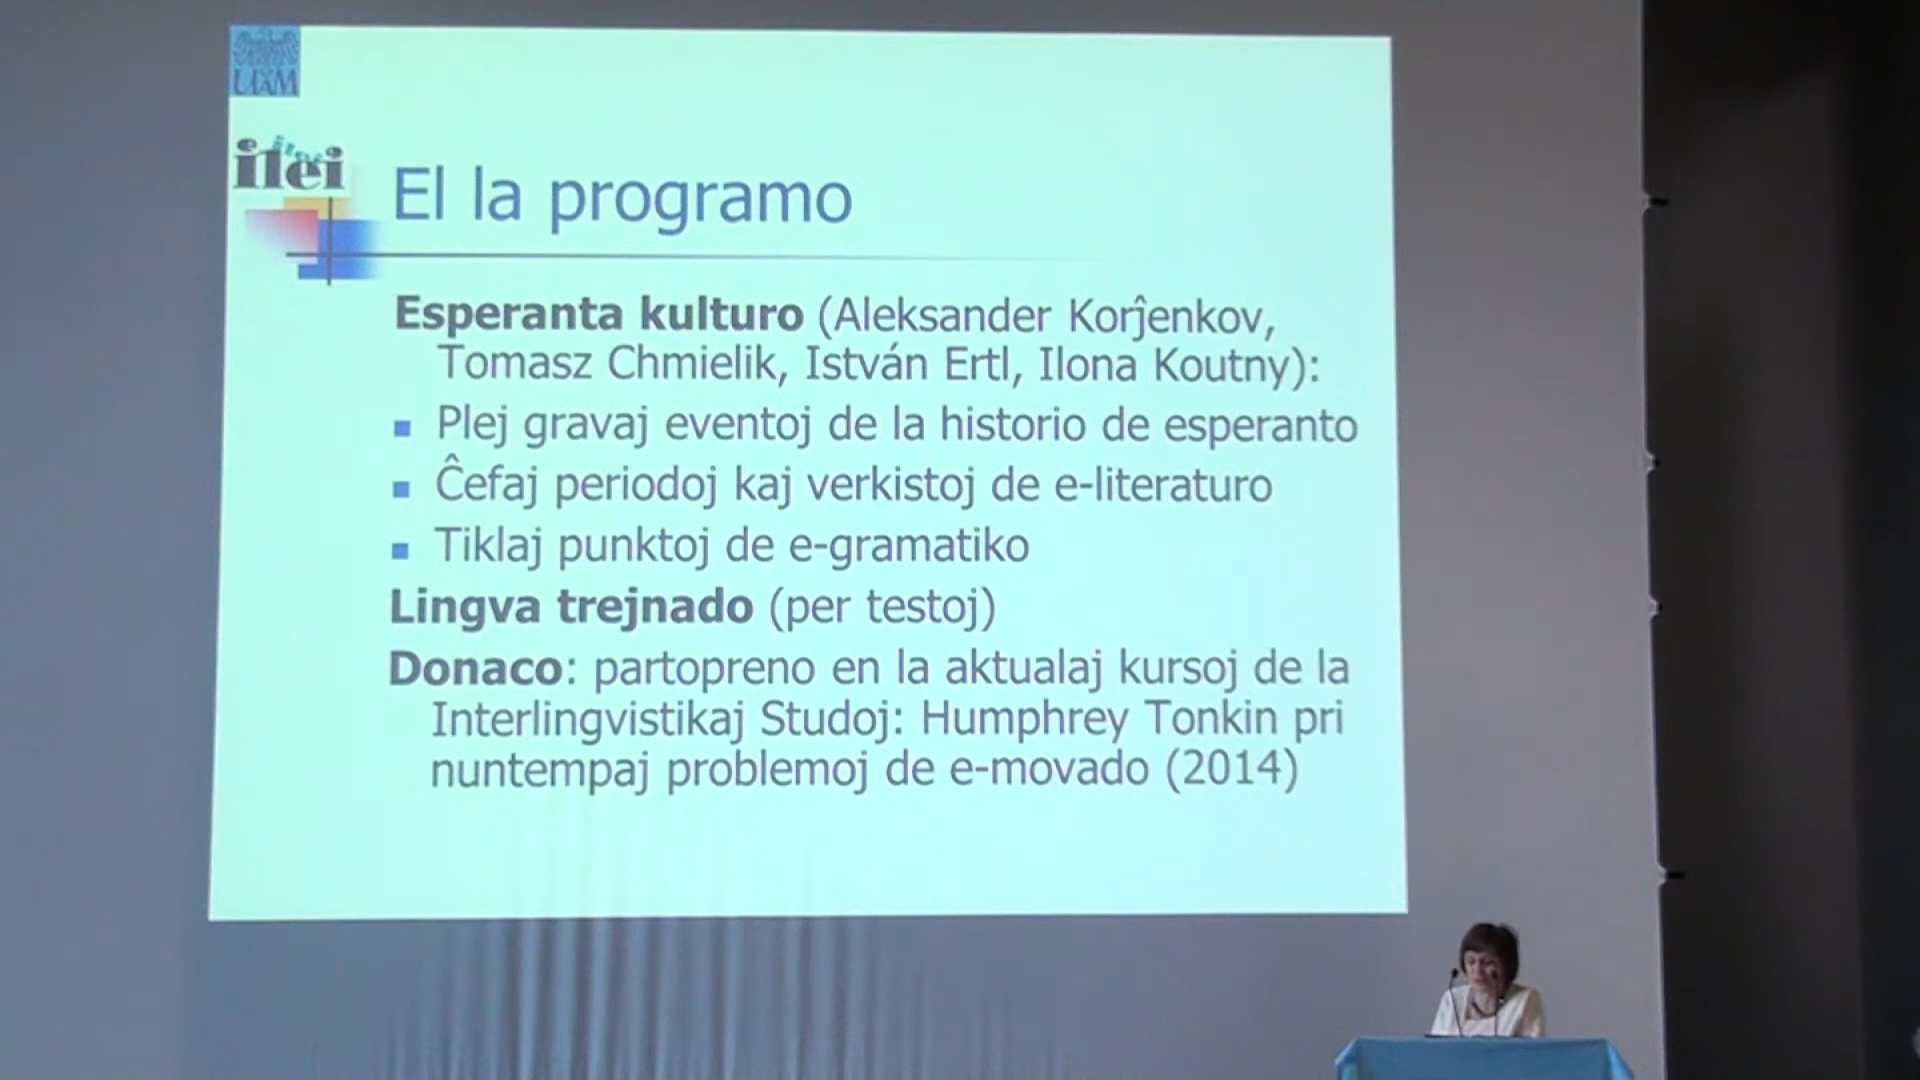 UAM
ilei
El la programo
Esperanta kulturo (Aleksander Korĵenkov,
Tomasz Chmielik, István Ertl, Ilona Koutny):
Plej gravaj eventoj de la historio de esperanto
Ĉefaj periodoj kaj verkistoj de e-literaturo
Tiklaj punktoj de e-gramatiko
Lingva trejnado (per testoj)
Donaco: partopreno en la aktualaj kursoj de la
Interlingvistikaj Studoj: Humphrey Tonkin pri
nuntempaj problemoj de e-movado (2014)